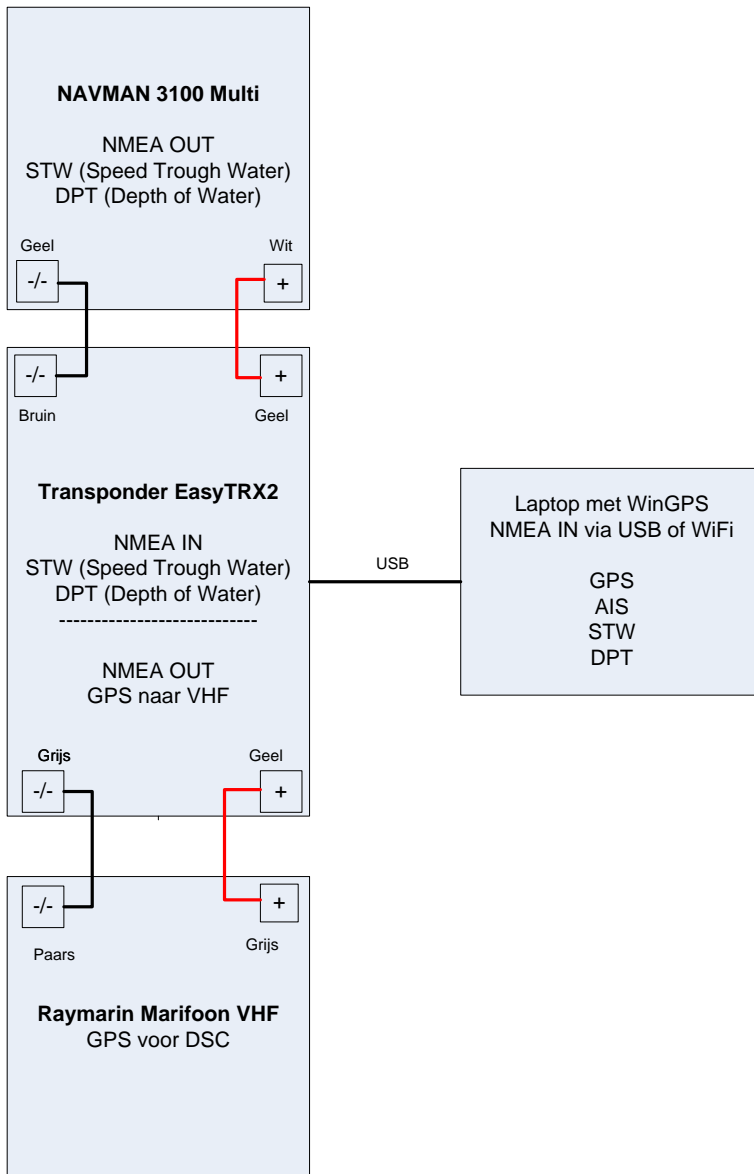 NAVMAN 3100 Multi
NMEA OUT
STW (Speed Trough Water)
DPT (Depth of Water)
Geel Wit
-/- +
-/- +
Bruin Geel
Transponder EasyTRX2
NMEA IN
STW (Speed Trough Water)
DPT (Depth of Water)
----------------------------
NMEA OUT
GPS naar VHF
Grijs Geel
-/- +
USB
Laptop met WinGPS
NMEA IN via USB of WiFi
GPS
AIS
STW
DPT
-/- +
Paars Grijs
Raymarin Marifoon VHF
GPS voor DSC